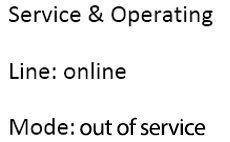 Service & Operating
Line: online
Mode: out of service